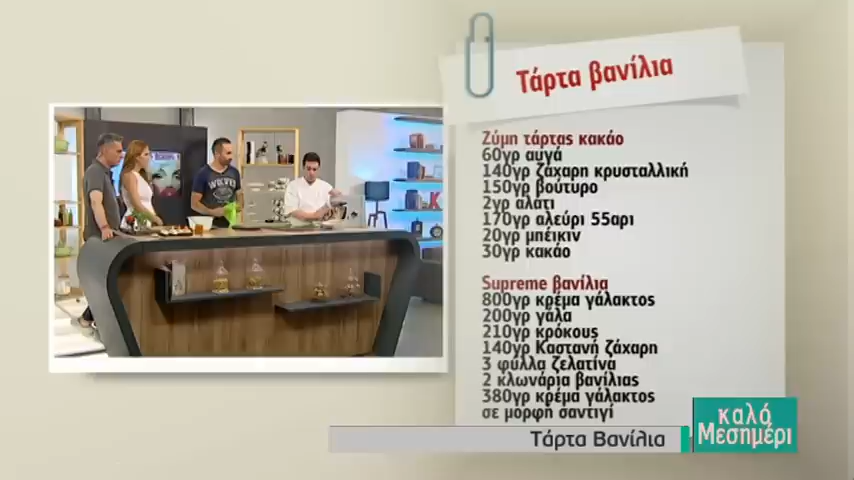 Τάρτα βανίλια
Ζύμη τάρτας κακάο
60γρ αυγά
140γρ ζάχαρη κρυσταλλική
150γρ βούτυρο
2γρ αλάτι
170γρ αλεύρι 55αρι
20γρ μπέικιν
30γρ κακάο
Supreme βανίλια
800γρ κρέμα γάλακτος
200γρ γάλα
210γρ κρόκους
140γρ Καστανή ζάχαρη
3 φύλλα ζελατίνα
2 κλωνάρια βανίλιας
380γρ κρέμα γάλακτος
σε μορφή σαντιγί
Τάρτα Βανίλια
καλό
Μεσημέρι